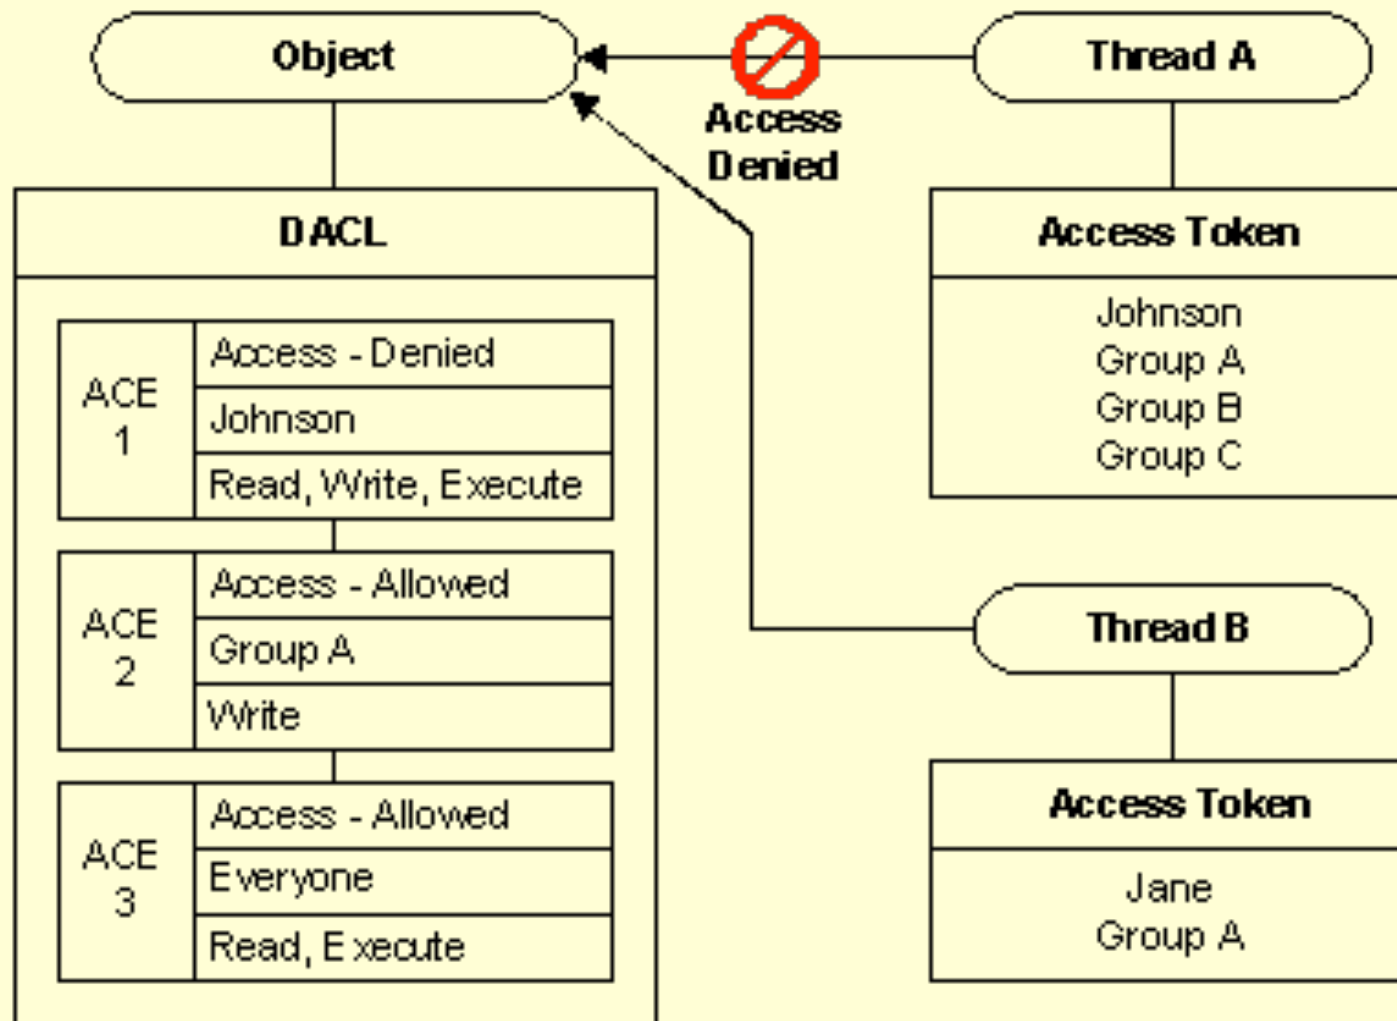 Object
Access
Denied
Thread A
DACL
ACE
1
Access - Denied
Johnson
Read, Write, Execute
ACE
2
Access - Allowed
Group A
Write
ACE
3
Access - Allowed
Everyone
Read, Execute
Access Token
Johnson
Group A
Group B
Group C
Thread B
Access Token
Jane
Group A